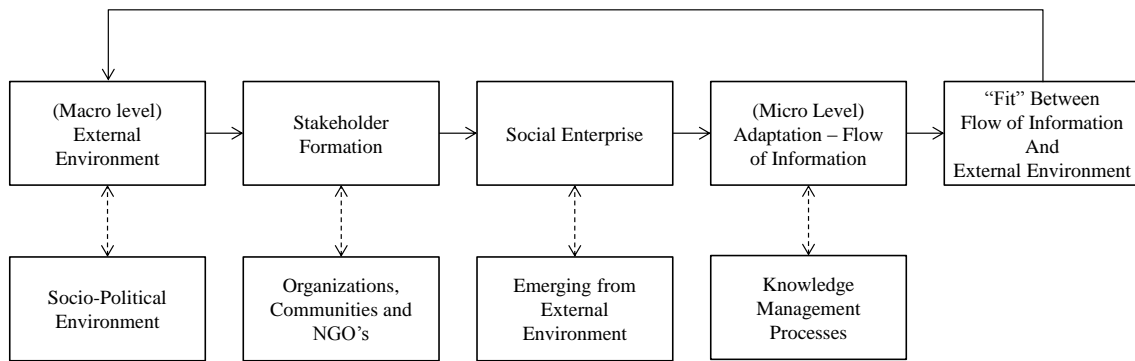 (Macro level)
External
Environment
Stakeholder
Formation
Social Enterprise
(Micro Level)
Adaptation – Flow
of Information
“Fit” Between
Flow of Information
And
External Environment
Socio-Political
Environment
Organizations,
Communities and
NGO’s
Emerging from
External
Environment
Knowledge
Management
Processes